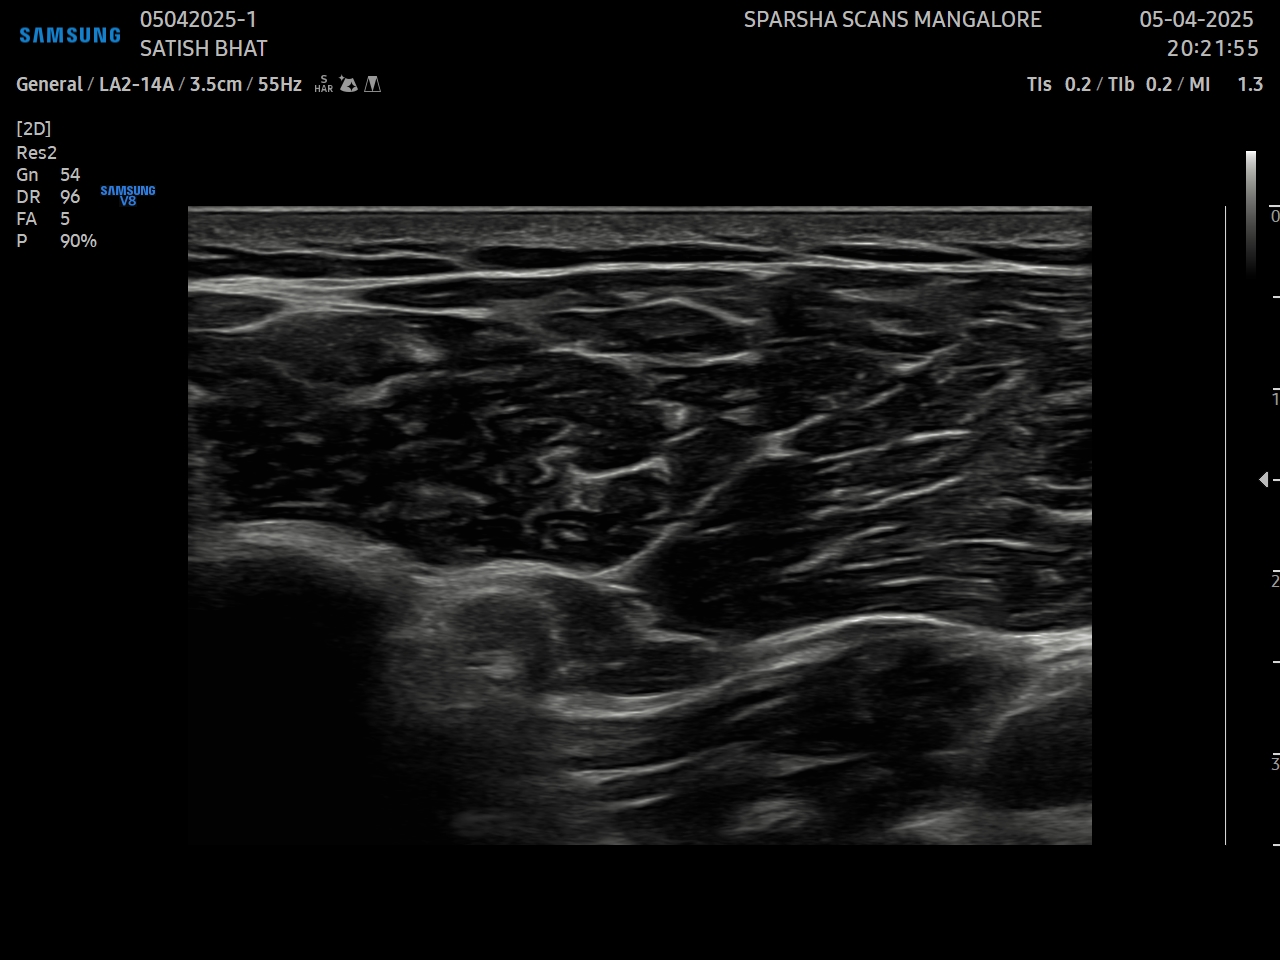 SAMSUNG
05042025-1
SATISH BHAT
SPARSHA SCANS MANGALORE
05-04-2025
20:21:55
General / LA2-14A / 3.5cm / 55Hz
S
HAR
TIs 0.2 / TIb 0.2 / MI 1.3
[2D]
Res2
Gn 54
DR 96
FA 5
P 90%
SAMSUNG
V8
0
1
2
3